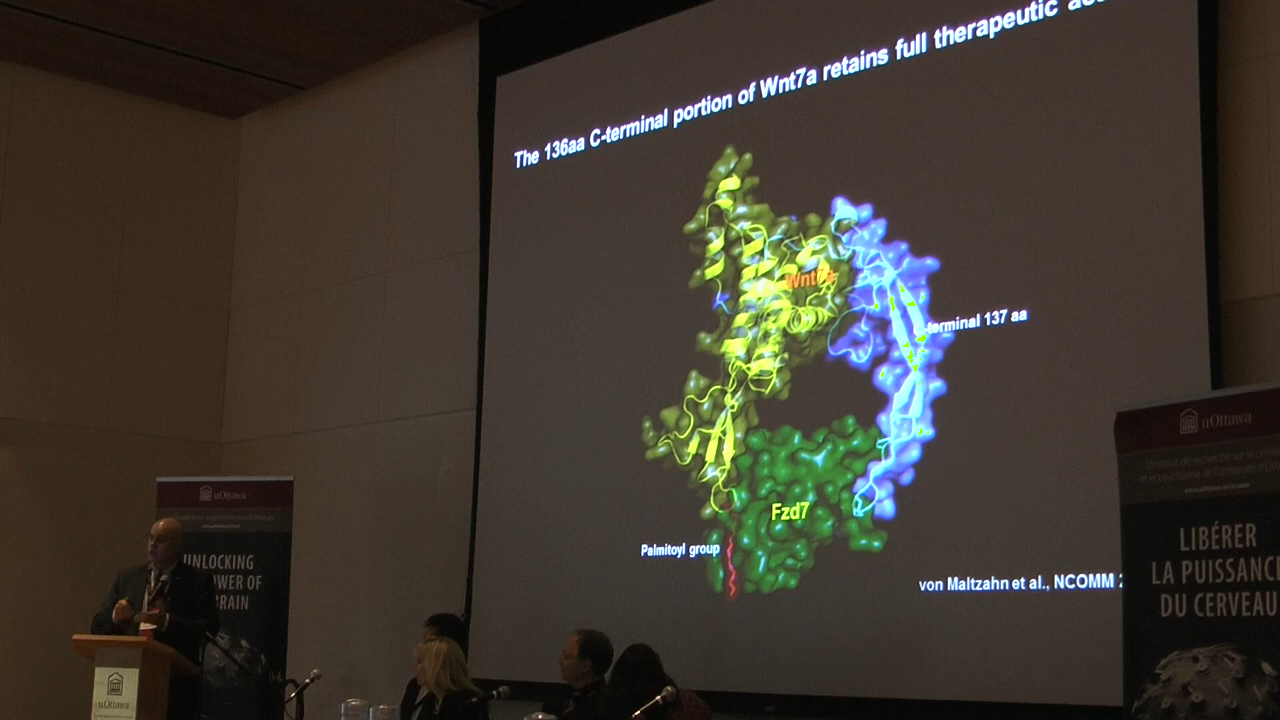 The 136aa C-terminal portion of Wnt7a retains full therapeutic
Wnt7a
-terminal 137 aa
Fzd7
Palmitoyl group
von Maltzahn et al., NCOMM
uOttawa
UNLOCKING
OWER OF
BRAIN
uOttawa
uOttawa
LIBÉRER
LA PUISSANCE
DU CERVEAU